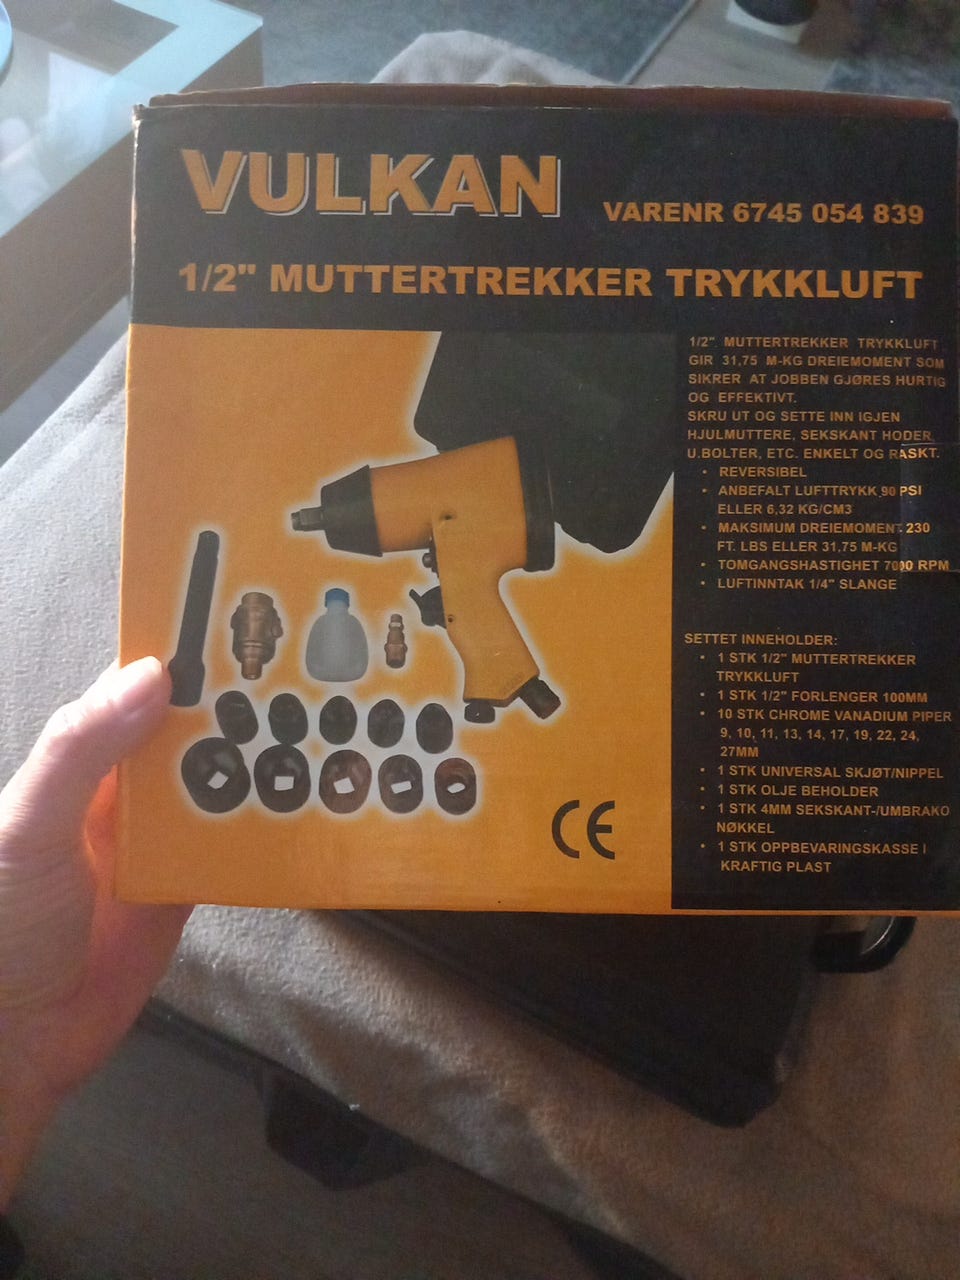 VULKAN
VARENR 6745 054 839
1/2" MUTTERTREKKER TRYKKLUFT
1/2" MUTTERTREKKER TRYKKLUFT
GIR 31,75 M-KG DREIEMOMENT SOM
SIKRER AT JOBBEN GJØRES HURTIG
OG EFFEKTIVT.
SKRU UT OG SETTE INN IGJEN
HJULMUTTERE, SEKSKANT HODER,
U.BOLTER, ETC. ENKELT OG RASKT.
• REVERSIBEL
• ANBEFALT LUFTTRYKK 90 PSI
ELLER 6,32 KG/CM3
• MAKSIMUM DREIEMOMENT 230
FT. LBS ELLER 31,75 M-KG
• TOMGANGSHASTIGHET 7000 RPM
• LUFTINNTAK 1/4" SLANGE
SETTET INNEHOLDER:
• 1 STK 1/2" MUTTERTREKKER
TRYKKLUFT
• 1 STK 1/2" FORLENGER 100MM
• 10 STK CHROME VANADIUM PIPER
9, 10, 11, 13, 14, 17, 19, 22, 24,
27MM
• 1 STK UNIVERSAL SKJØT/NIPPEL
• 1 STK OLJE BEHOLDER
• 1 STK 4MM SEKSKANT-/UMBRAKO
NØKKEL
• 1 STK OPPBEVARINGSKASSE I
KRAFTIG PLAST
CE